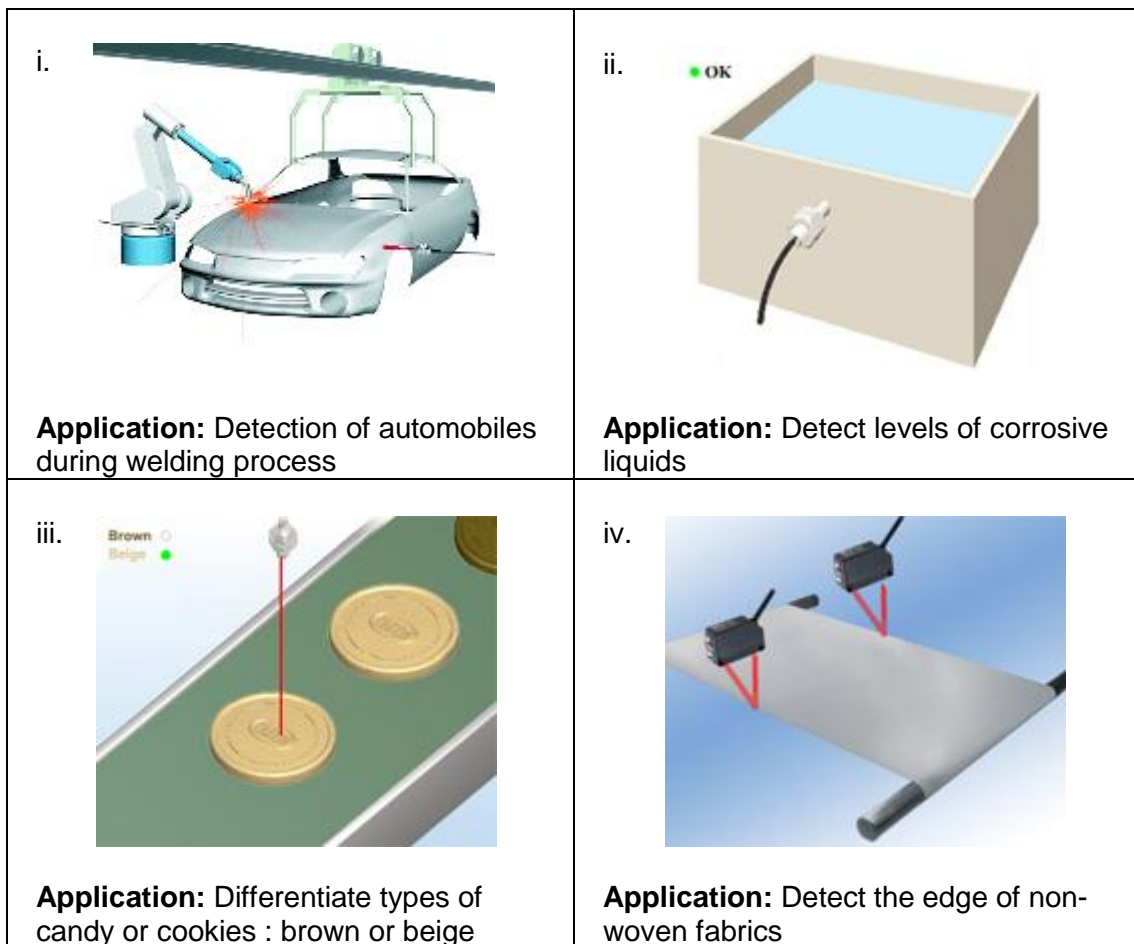 i.
ii.
OK
Application: Detection of automobiles
during welding process
Application: Detect levels of corrosive
liquids
iii.
Brown
Beige
iv.
Application: Differentiate types of
candy or cookies : brown or beige
Application: Detect the edge of non-
woven fabrics